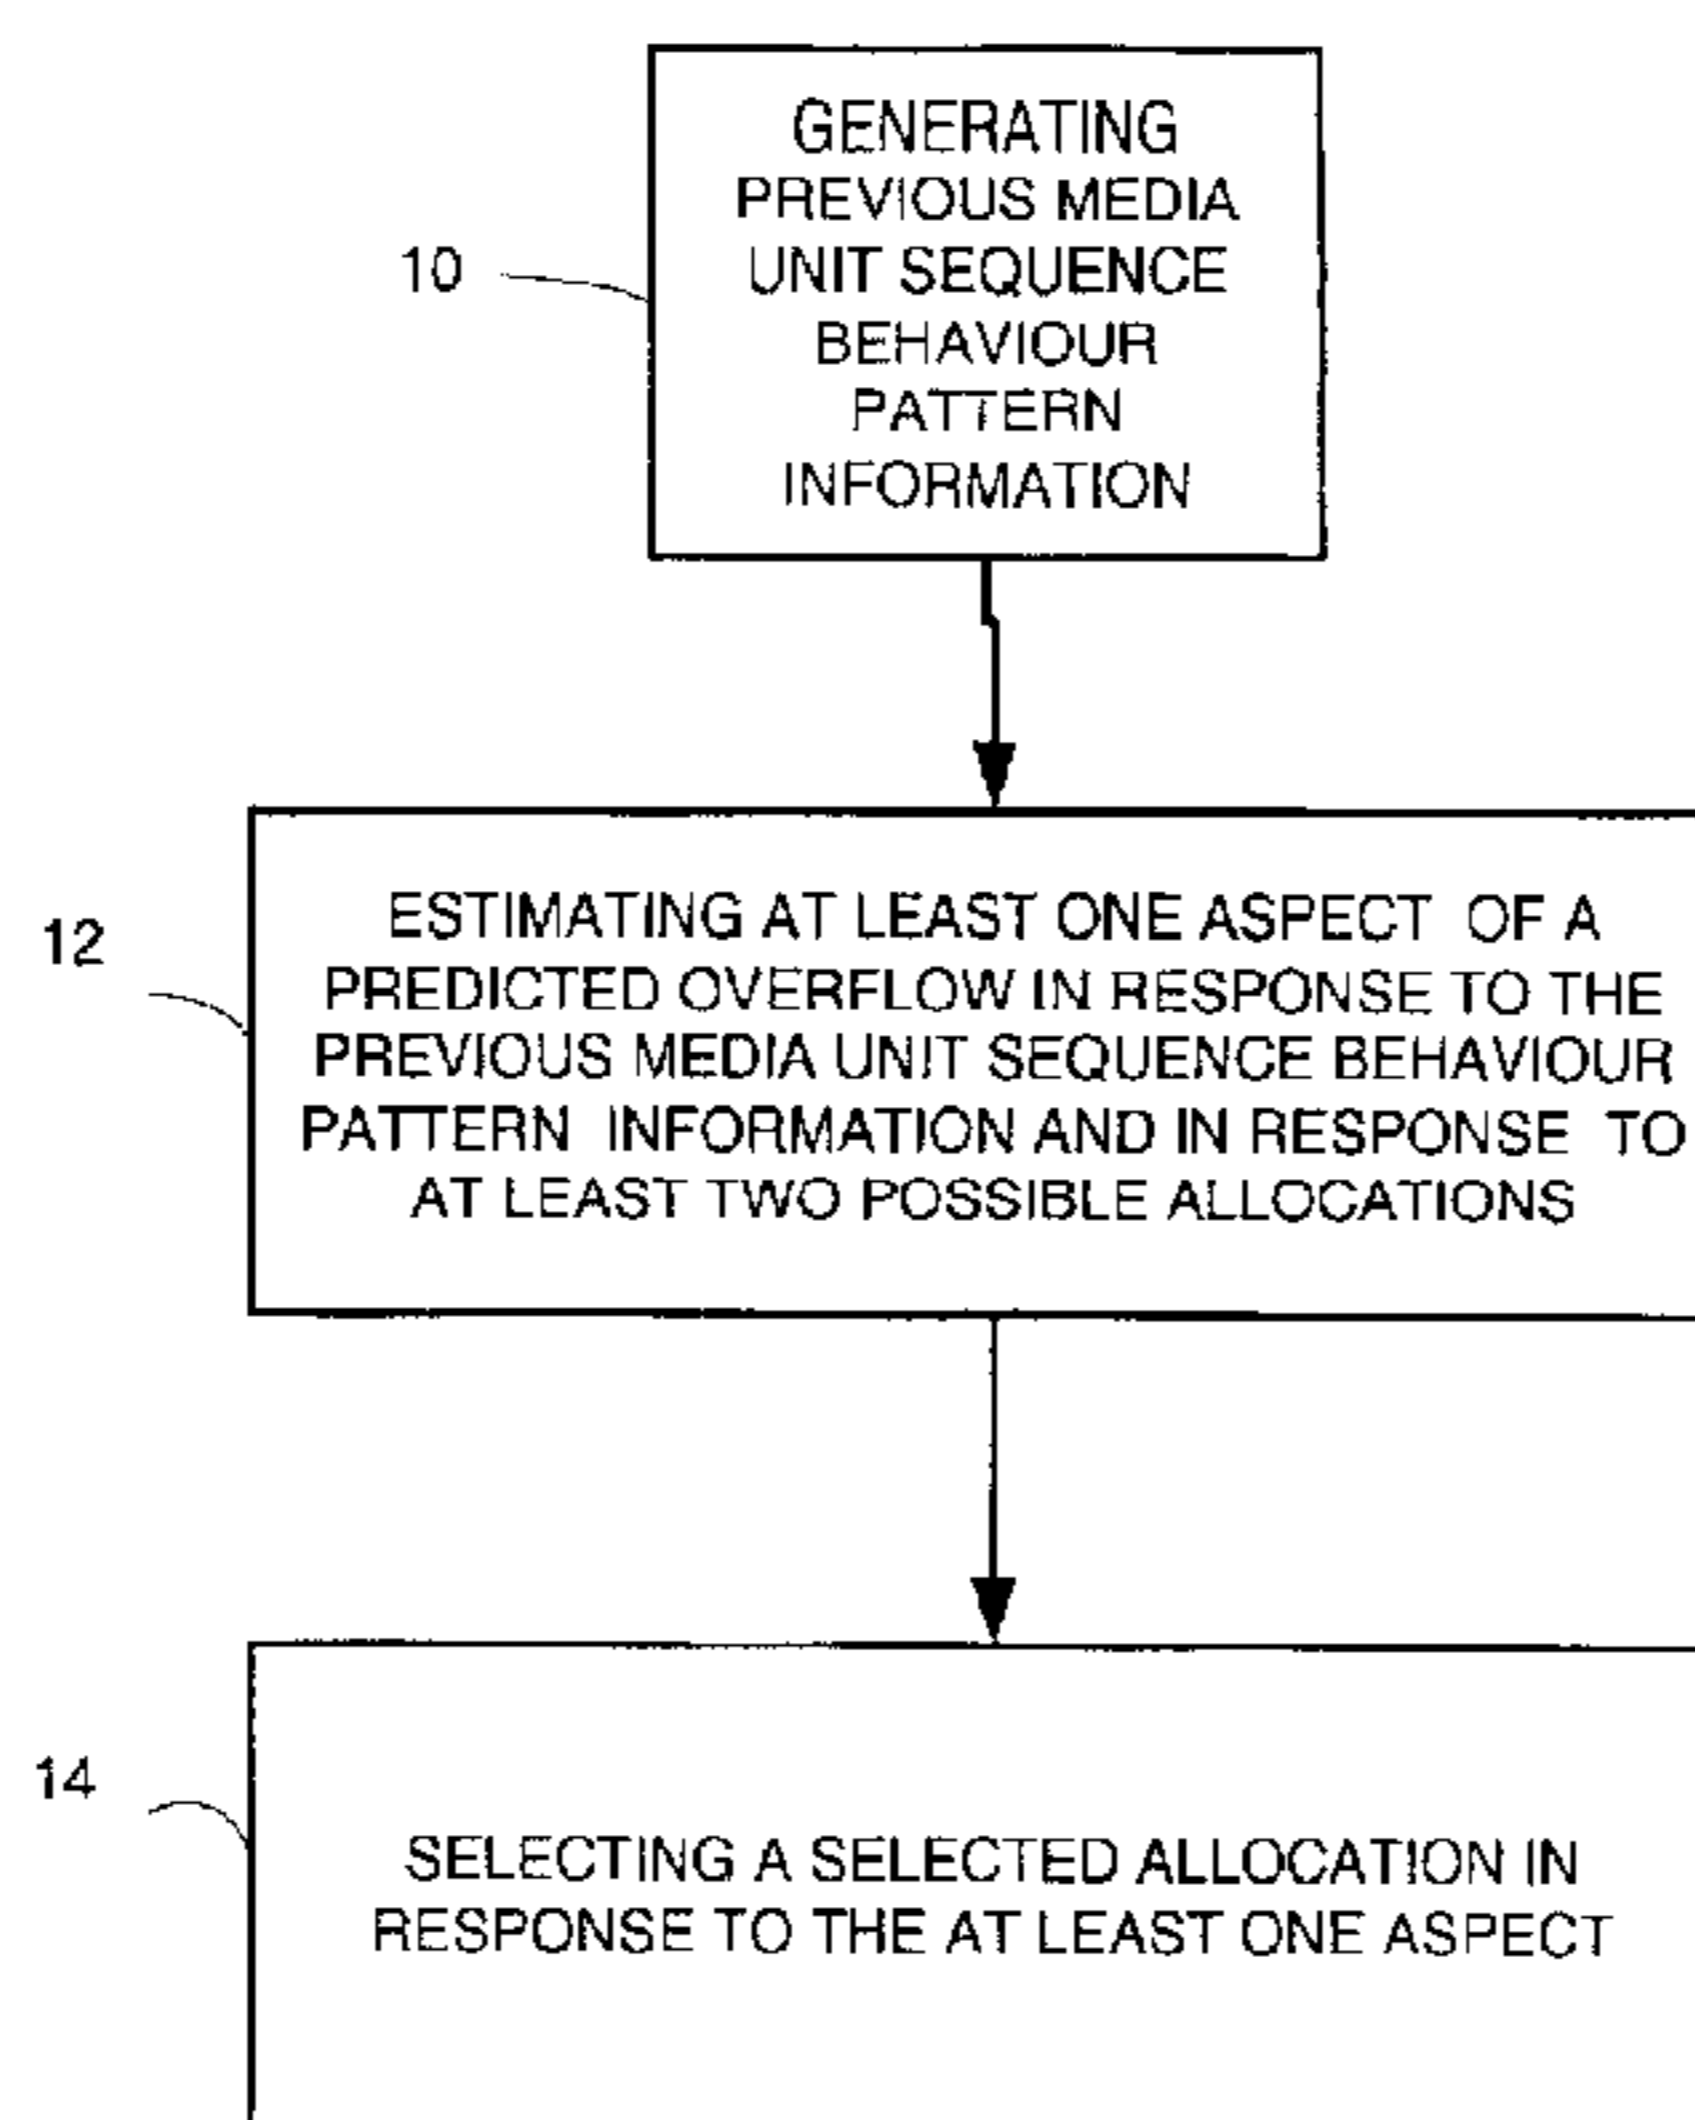 GENERATING
PREVIOUS MEDIA
UNIT SEQUENCE
BEHAVIOUR
PATTERN
INFORMATION
10
12
ESTIMATING AT LEAST ONE ASPECT OF A
PREDICTED OVERFLOW IN RESPONSE TO THE
PREVIOUS MEDIA UNIT SEQUENCE BEHAVIOUR
PATTERN INFORMATION AND IN RESPONSE TO
AT LEAST TWO POSSIBLE ALLOCATIONS
14
SELECTING A SELECTED ALLOCATION IN
RESPONSE TO THE AT LEAST ONE ASPECT